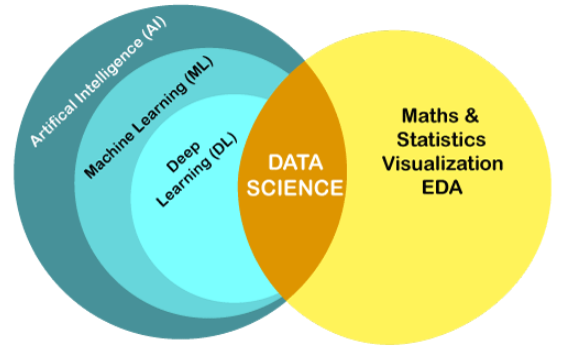 Artifical Intelligence (AI)
Machine Learning (ML)
Deep
Learning (DL)
DATA
SCIENCE
Maths &
Statistics
Visualization
EDA